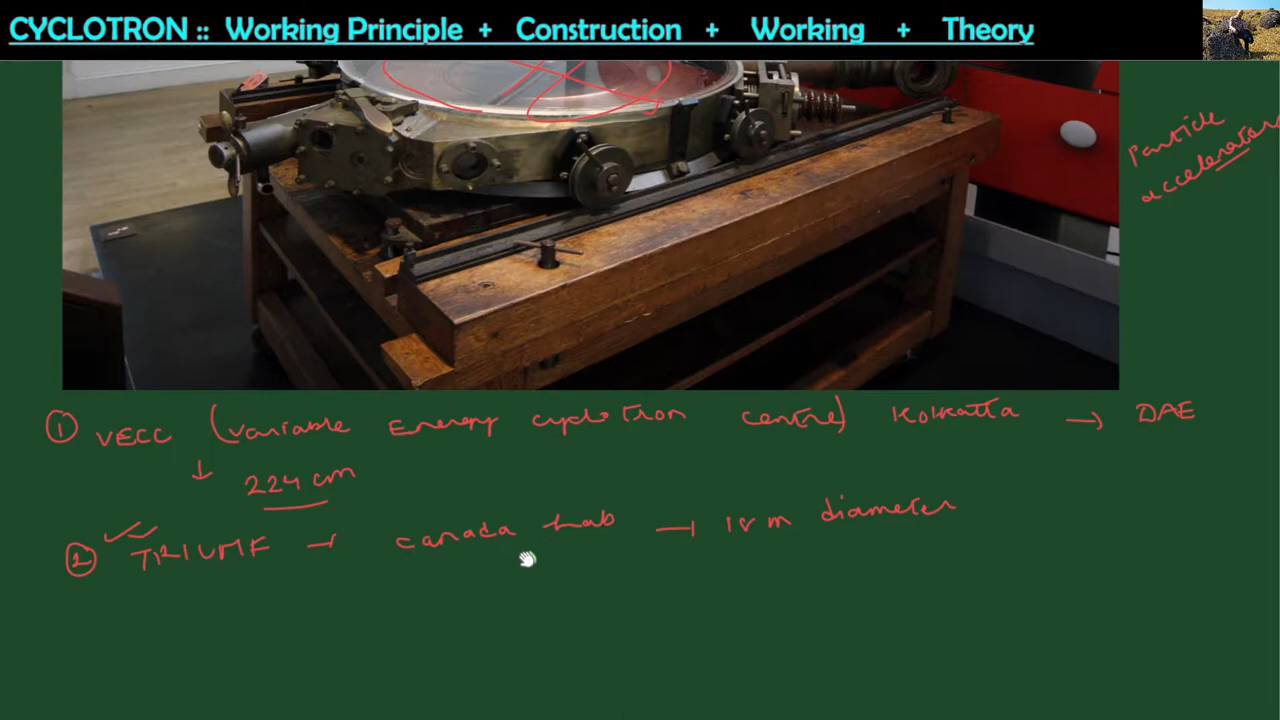 CYCLOTRON :: Working Principle + Construction + Working + Theory
Particle
accelerator
① VECC (Variable Energy cyclotron centre) Kolkatta → DAE
↓ 224 cm
② TRIUMF → canada Lab → 18 m diameter